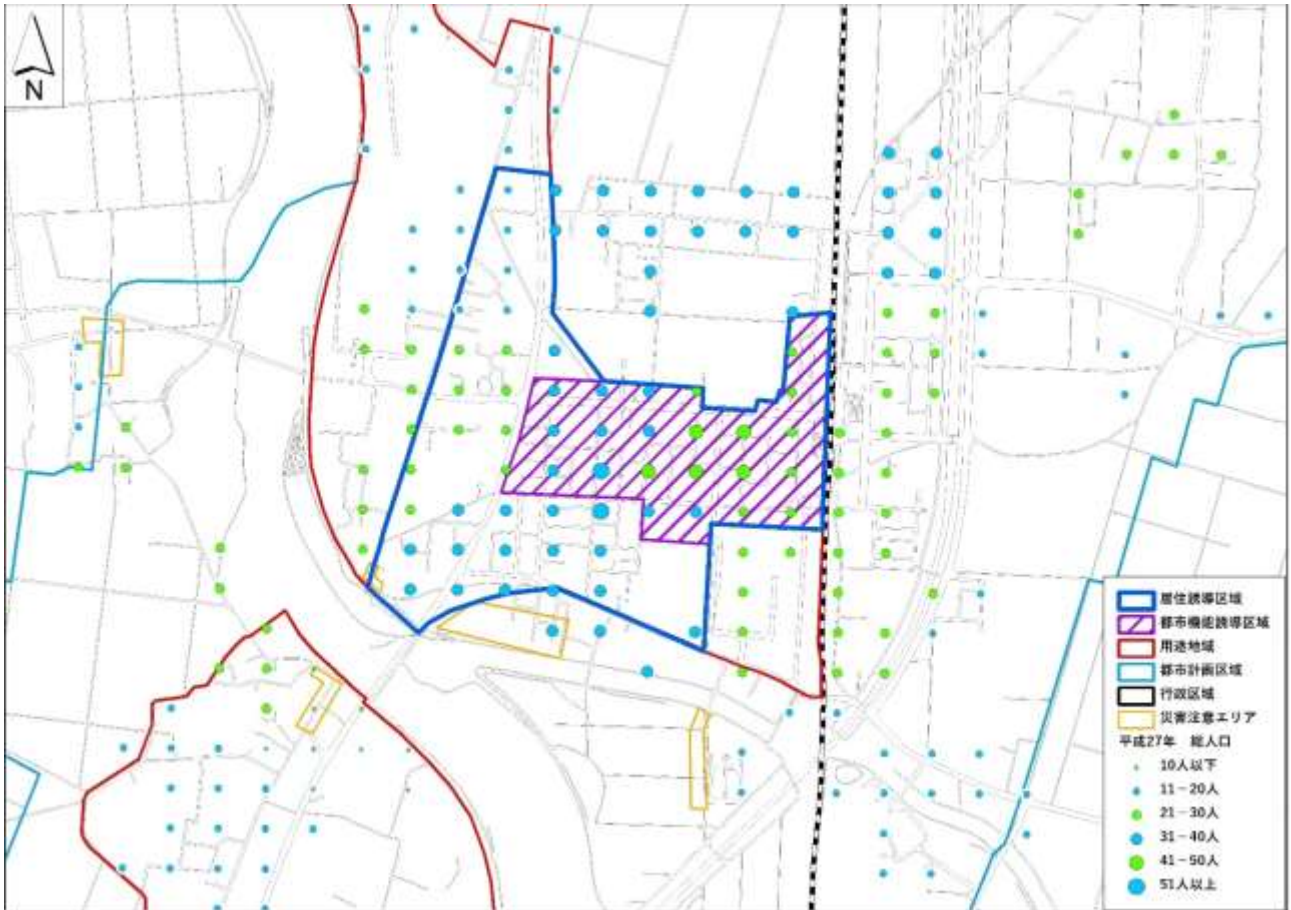 N
居住誘導区域
都市機能誘導区域
用途地域
都市計画区域
行政区域
災害注意エリア
平成27年 総人口
10人以下
11-20人
21-30人
31-40人
41-50人
51人以上